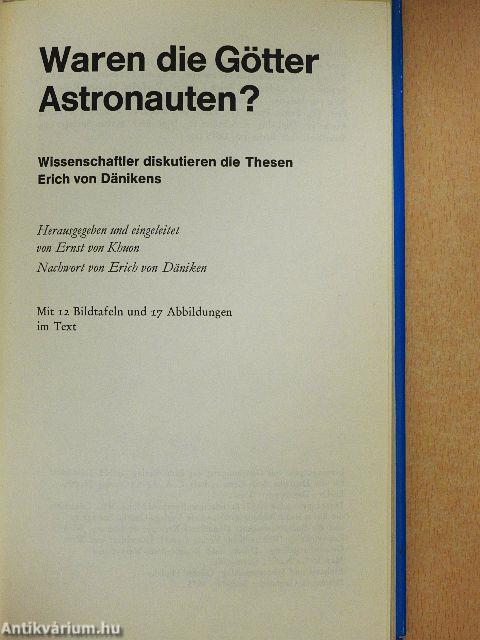 Waren die Götter
Astronauten?
Wissenschaftler diskutieren die Thesen
Erich von Dänikens
Herausgegeben und eingeleitet
von Ernst von Khuon
Nachwort von Erich von Däniken
Mit 12 Bildtafeln und 17 Abbildungen
im Text
Antikvárium.hu